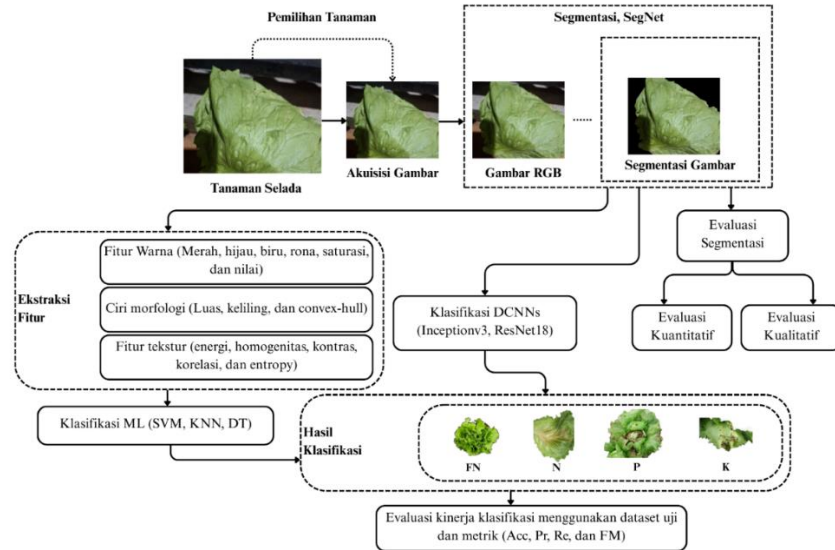 Pemilihan Tanaman
Segmentasi, SegNet
Tanaman Selada
Akuisisi Gambar
Gambar RGB
Segmentasi Gambar
Ekstraksi
Fitur
Fitur Warna (Merah, hijau, biru, rona, saturasi,
dan nilai)
Ciri morfologi (Luas, keliling, dan convex-hull)
Fitur tekstur (energi, homogenitas, kontras,
korelasi, dan entropy)
Klasifikasi DCNNs
(Inceptionv3, ResNet18)
Evaluasi
Segmentasi
Evaluasi
Kuantitatif
Evaluasi
Kualitatif
Klasifikasi ML (SVM, KNN, DT)
Hasil
Klasifikasi
FN
N
P
K
Evaluasi kinerja klasifikasi menggunakan dataset uji
dan metrik (Acc, Pr, Re, dan FM)